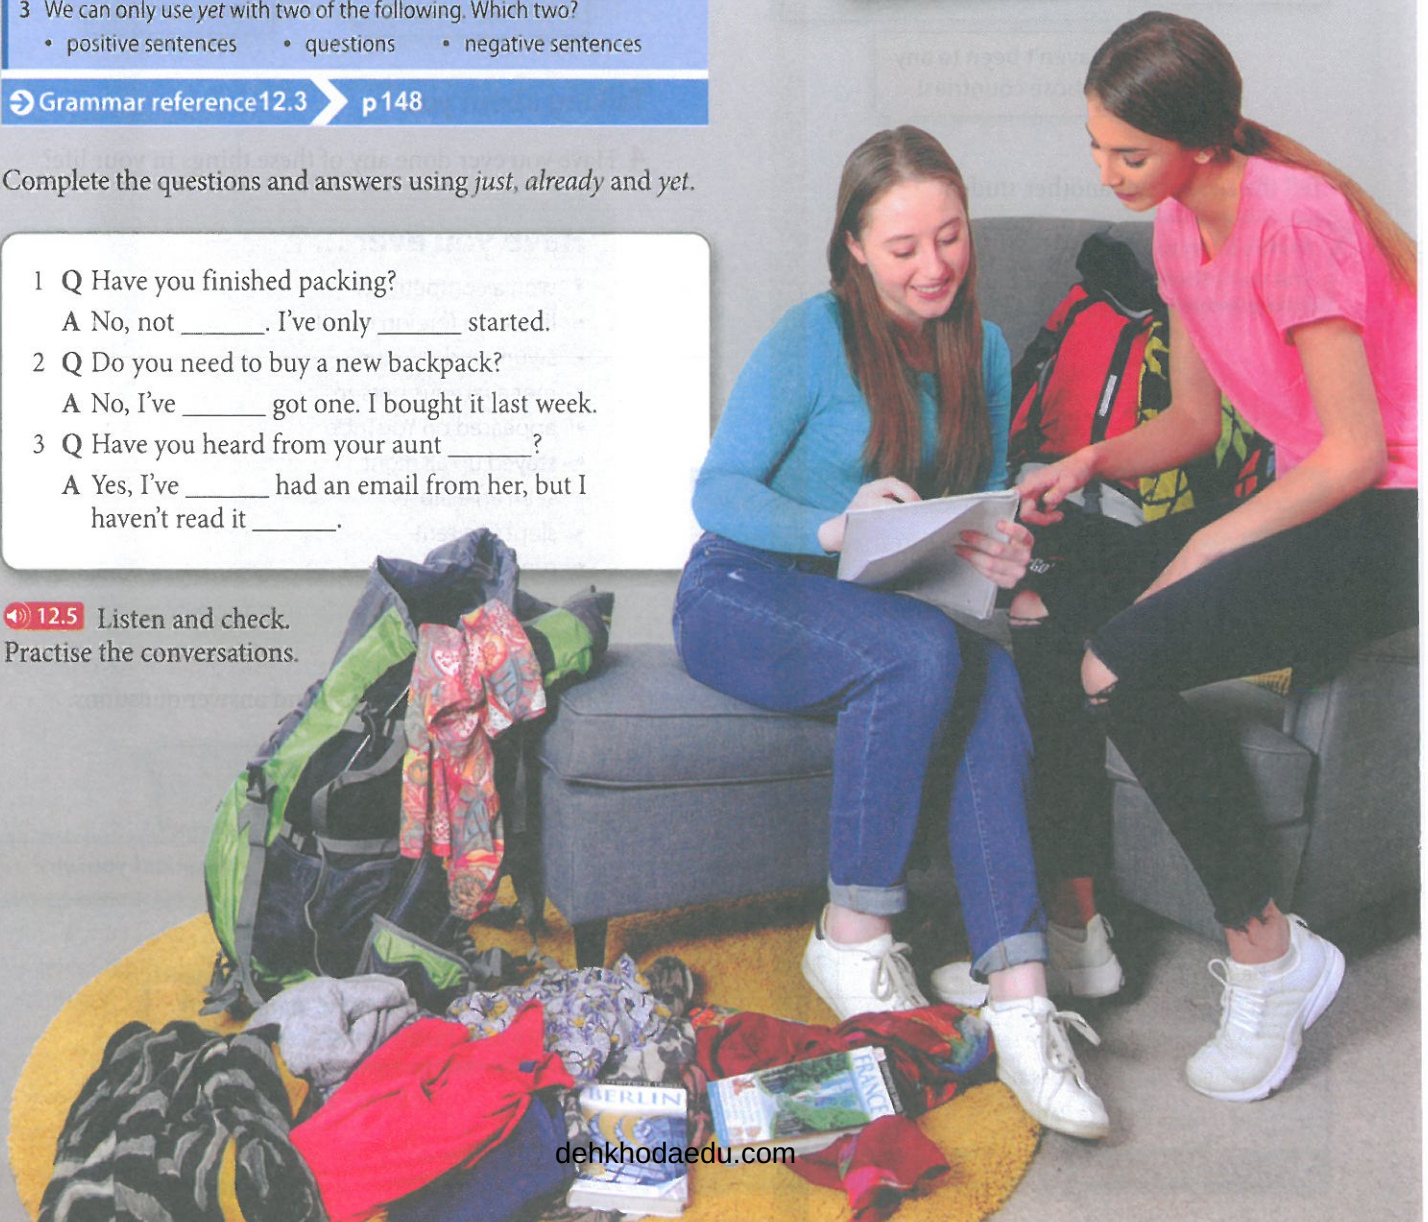 3 We can only use yet with two of the following. Which two?
• positive sentences • questions • negative sentences
Grammar reference 12.3 p148
Complete the questions and answers using just, already and yet.
1 Q Have you finished packing?
A No, not ______. I've only ______ started.
2 Q Do you need to buy a new backpack?
A No, I've ______ got one. I bought it last week.
3 Q Have you heard from your aunt ______?
A Yes, I've ______ had an email from her, but I
haven't read it ______.
12.5 Listen and check.
Practise the conversations.
FRANCE
BERLIN
dehkhodaedu.com